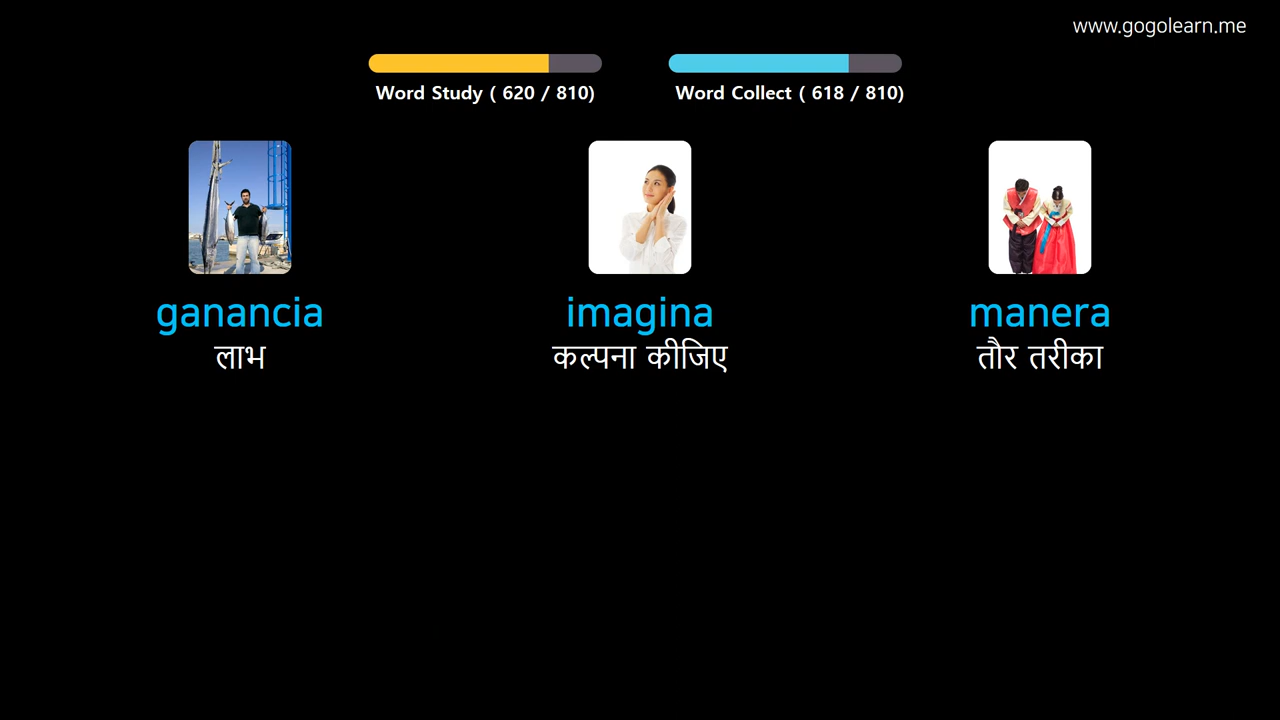 www.gogolearn.me
Word Study ( 620 / 810)
Word Collect ( 618 / 810)
ganancia
लाभ
imagina
कल्पना कीजिए
manera
तौर तरीका